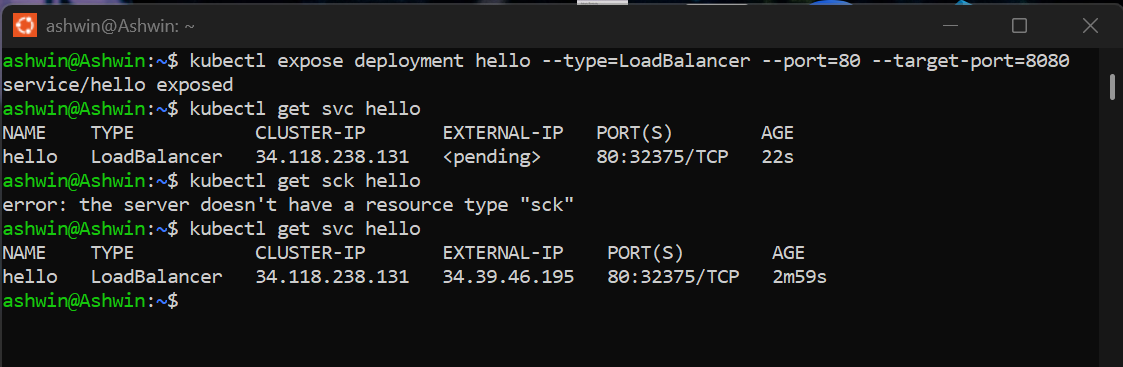 ashwin@Ashwin: ~
ashwin@Ashwin:~$ kubectl expose deployment hello --type=LoadBalancer --port=80 --target-port=8080
service/hello exposed
ashwin@Ashwin:~$ kubectl get svc hello
NAME    TYPE           CLUSTER-IP       EXTERNAL-IP   PORT(S)        AGE
hello   LoadBalancer   34.118.238.131   <pending>     80:32375/TCP   22s
ashwin@Ashwin:~$ kubectl get sck hello
error: the server doesn't have a resource type "sck"
ashwin@Ashwin:~$ kubectl get svc hello
NAME    TYPE           CLUSTER-IP       EXTERNAL-IP    PORT(S)        AGE
hello   LoadBalancer   34.118.238.131   34.39.46.195   80:32375/TCP   2m59s
ashwin@Ashwin:~$